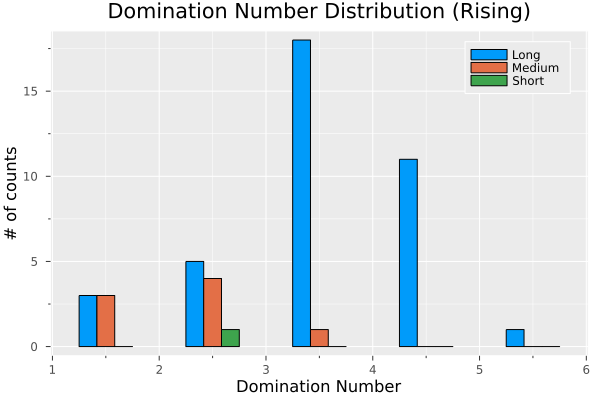 Domination Number Distribution (Rising)
Long
Medium
Short
15
10
5
0
# of counts
1 2 3 4 5 6
Domination Number